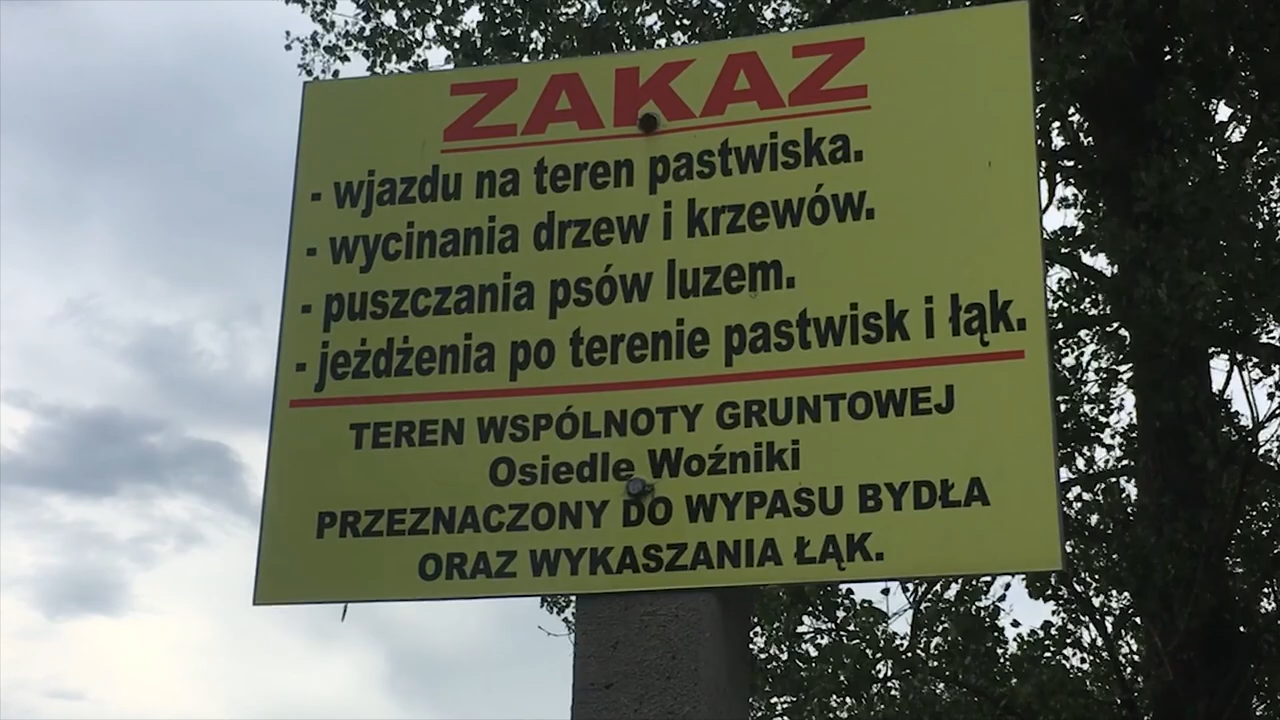 ZAKAZ
- wjazdu na teren pastwiska.
- wycinania drzew i krzewów.
- puszczania psów luzem.
- jeżdżenia po terenie pastwisk i łąk.
TEREN WSPÓLNOTY GRUNTOWEJ
Osiedle Woźniki
PRZEZNACZONY DO WYPASU BYDŁA
ORAZ WYKASZANIA ŁĄK.